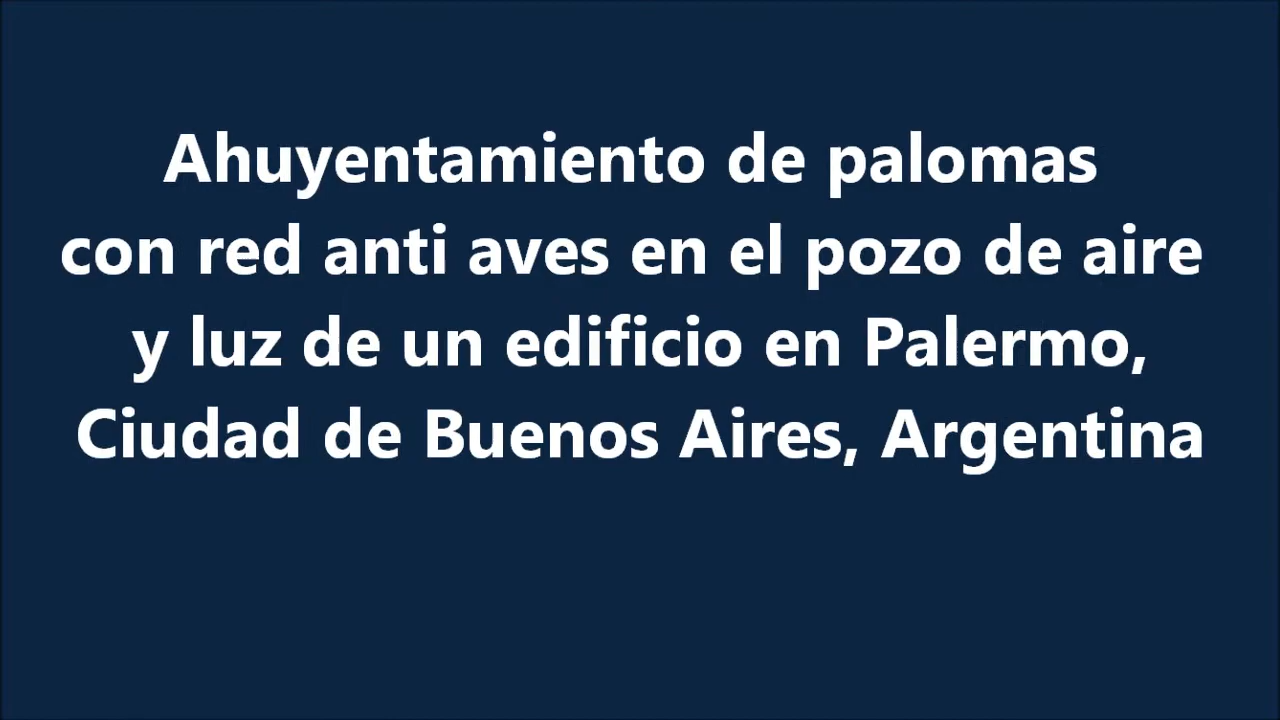 Ahuyentamiento de palomas
con red anti aves en el pozo de aire
y luz de un edificio en Palermo,
Ciudad de Buenos Aires, Argentina